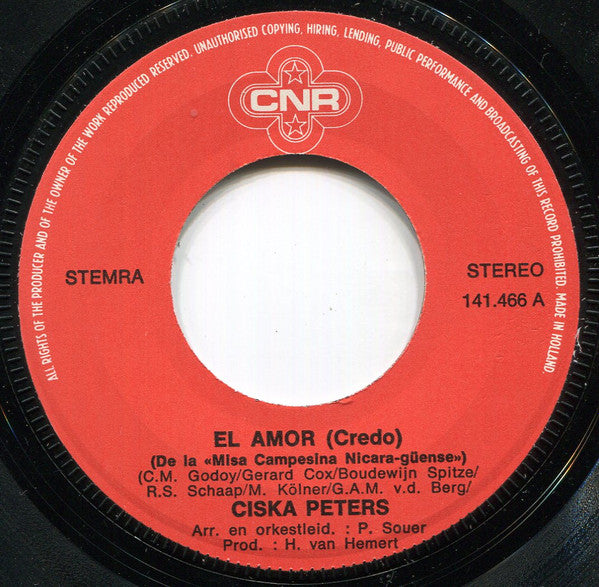 ALL RIGHTS OF THE PRODUCER AND OF THE OWNER OF THE WORK REPRODUCED RESERVED. UNAUTHORISED COPYING, HIRING, LENDING, PUBLIC PERFORMANCE AND BROADCASTING OF THIS RECORD PROHIBITED. MADE IN HOLLAND
CNR
STEMRA
STEREO
141.466 A
EL AMOR (Credo)
(De la «Misa Campesina Nicara-güense»)
(C.M. Godoy/Gerard Cox/Boudewijn Spitze/
R.S. Schaap/M. Kölner/G.A.M. v.d. Berg/
CISKA PETERS
Arr. en orkestleid. : P. Souer
Prod. : H. van Hemert